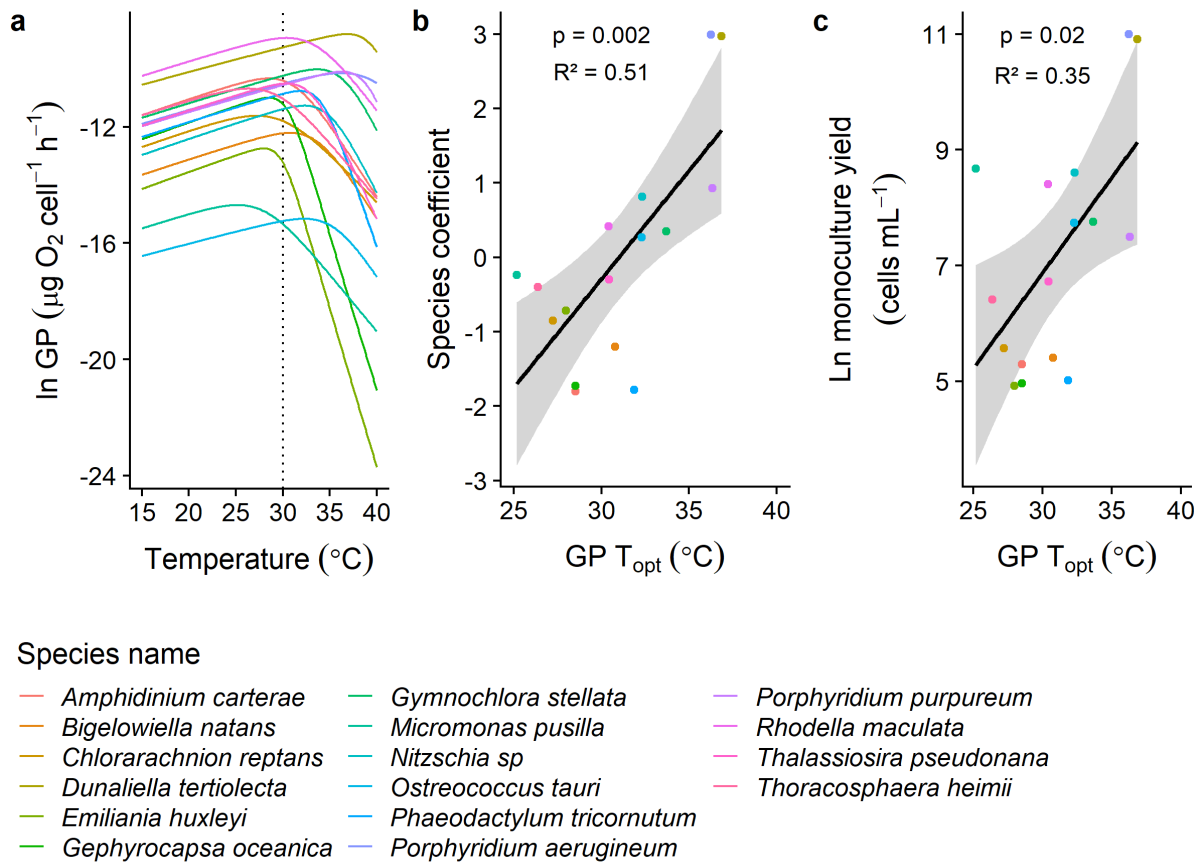 a
ln GP (µg O₂ cell⁻¹ h⁻¹)
-12
-16
-20
-24
15 20 25 30 35 40
Temperature (°C)
b
p = 0.002
R² = 0.51
Species coefficient
3
2
1
0
-1
-2
-3
25 30 35 40
GP Topt (°C)
c
p = 0.02
R² = 0.35
Ln monoculture yield
(cells mL⁻¹)
11
9
7
5
25 30 35 40
GP Topt (°C)
Species name
Amphidinium carterae
Bigelowiella natans
Chlorarachnion reptans
Dunaliella tertiolecta
Emiliania huxleyi
Gephyrocapsa oceanica
Gymnochlora stellata
Micromonas pusilla
Nitzschia sp
Ostreococcus tauri
Phaeodactylum tricornutum
Porphyridium aerugineum
Porphyridium purpureum
Rhodella maculata
Thalassiosira pseudonana
Thoracosphaera heimii